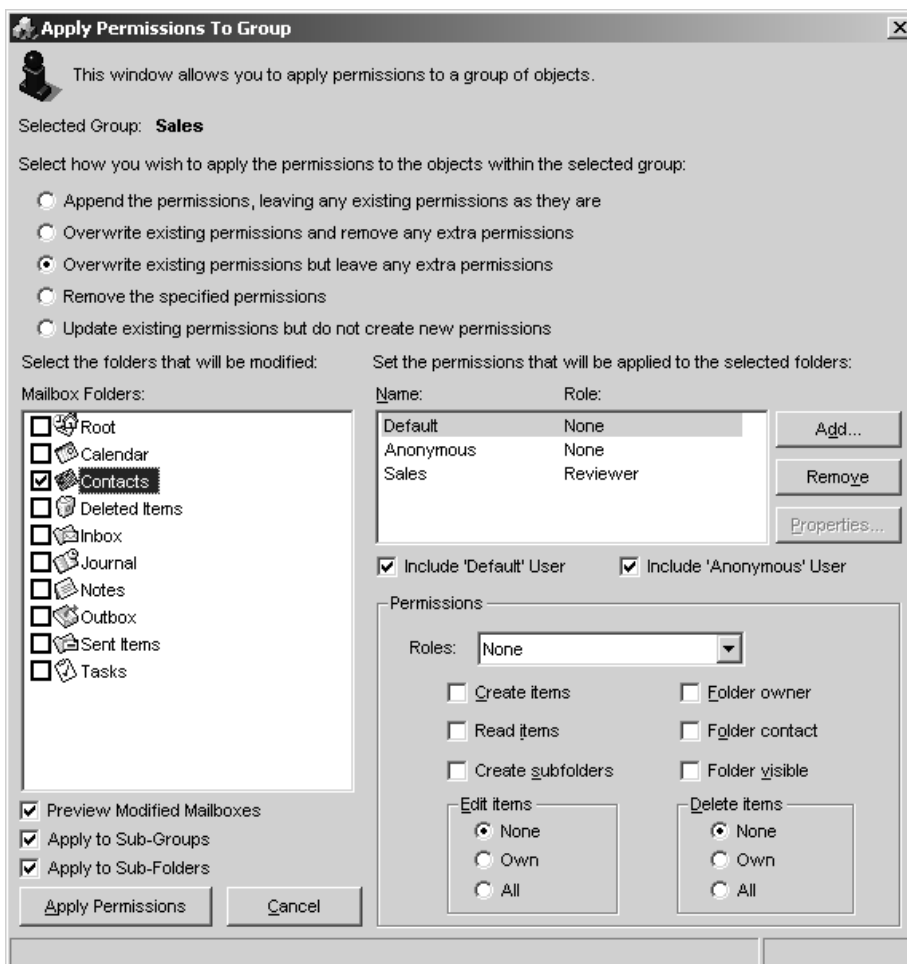 Apply Permissions To Group
This window allows you to apply permissions to a group of objects.
Selected Group: Sales
Select how you wish to apply the permissions to the objects within the selected group:
Append the permissions, leaving any existing permissions as they are
Overwrite existing permissions and remove any extra permissions
Overwrite existing permissions but leave any extra permissions
Remove the specified permissions
Update existing permissions but do not create new permissions
Select the folders that will be modified:
Mailbox Folders:
Root
Calendar
Contacts
Deleted Items
Inbox
Journal
Notes
Outbox
Sent Items
Tasks
Preview Modified Mailboxes
Apply to Sub-Groups
Apply to Sub-Folders
Apply Permissions Cancel
Set the permissions that will be applied to the selected folders:
Name: Role:
Default None
Anonymous None
Sales Reviewer
Add...
Remove
Properties...
Include 'Default' User Include 'Anonymous' User
Permissions
Roles: None
Create items Folder owner
Read items Folder contact
Create subfolders Folder visible
Edit items Delete items
None None
Own Own
All All